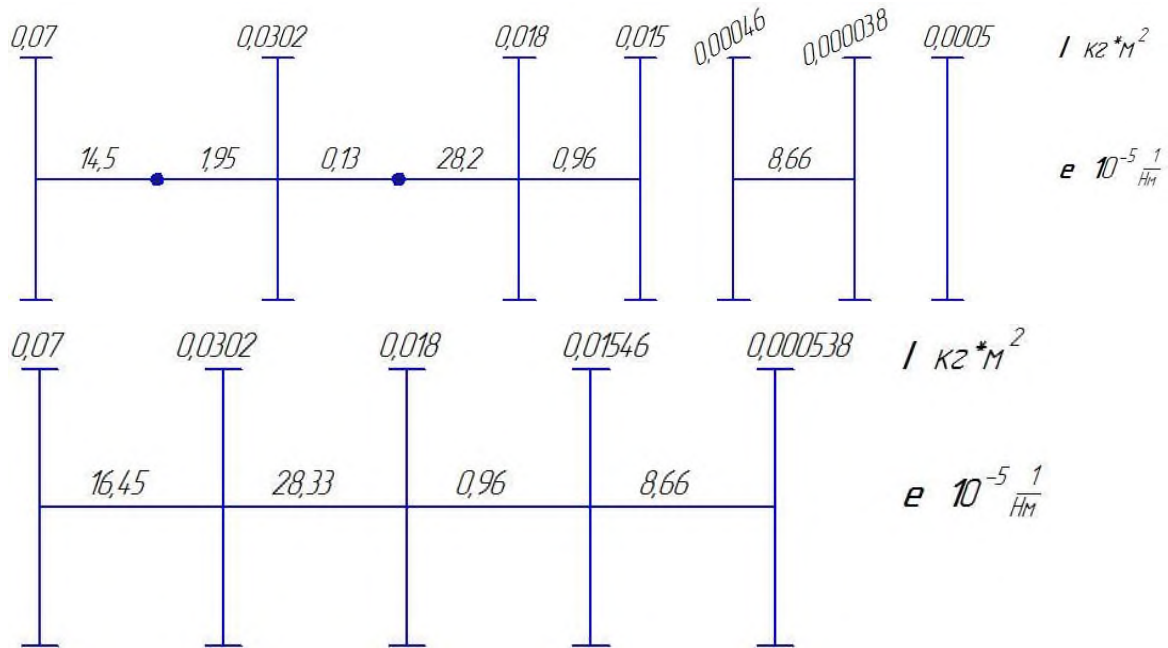 0,07 0,0302 0,018 0,015 0,00046 0,000038 0,0005 I кг*м²
14,5 1,95 0,13 28,2 0,96 8,66 e 10⁻⁵ 1/Нм
0,07 0,0302 0,018 0,01546 0,000538 I кг*м²
16,45 28,33 0,96 8,66 e 10⁻⁵ 1/Нм